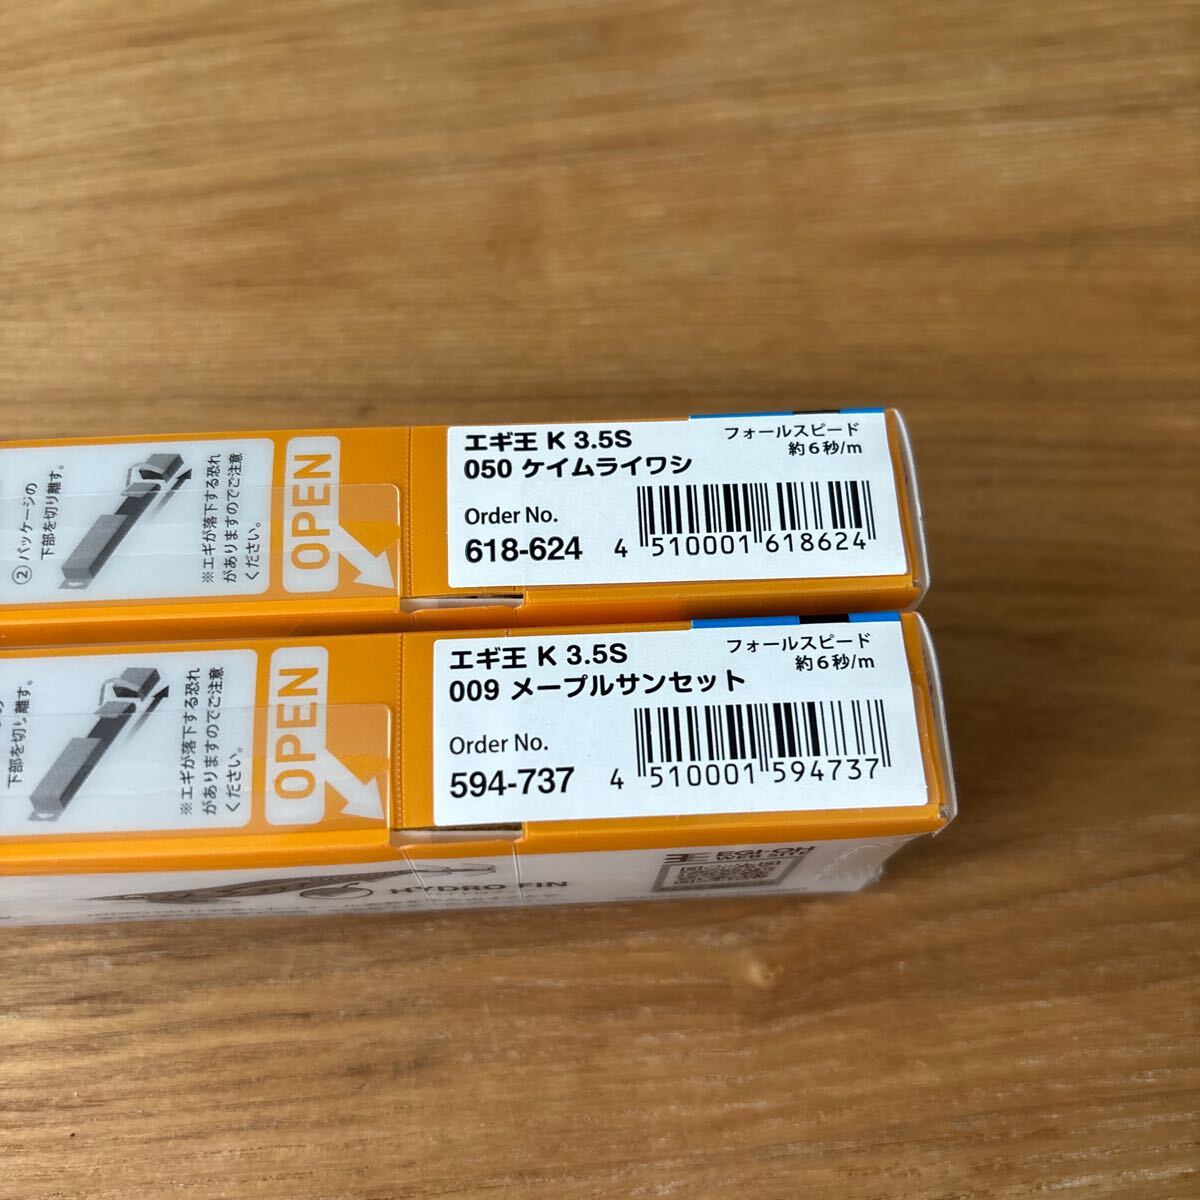 エギ王 K 3.5S
050 ケイムライワシ
フォールスピード
約6秒/m
Order No.
618-624
4 510001 618624
OPEN
②パッケージの
下部を切り離す。
※エギが落下する恐れ
がありますのでご注意
ください。
エギ王 K 3.5S
009 メープルサンセット
フォールスピード
約6秒/m
Order No.
594-737
4 510001 594737
OPEN
下部を切り離す。
※エギが落下する恐れ
がありますのでご注意
ください。
EGI-OH
WEB SITE
HYDRO FIN